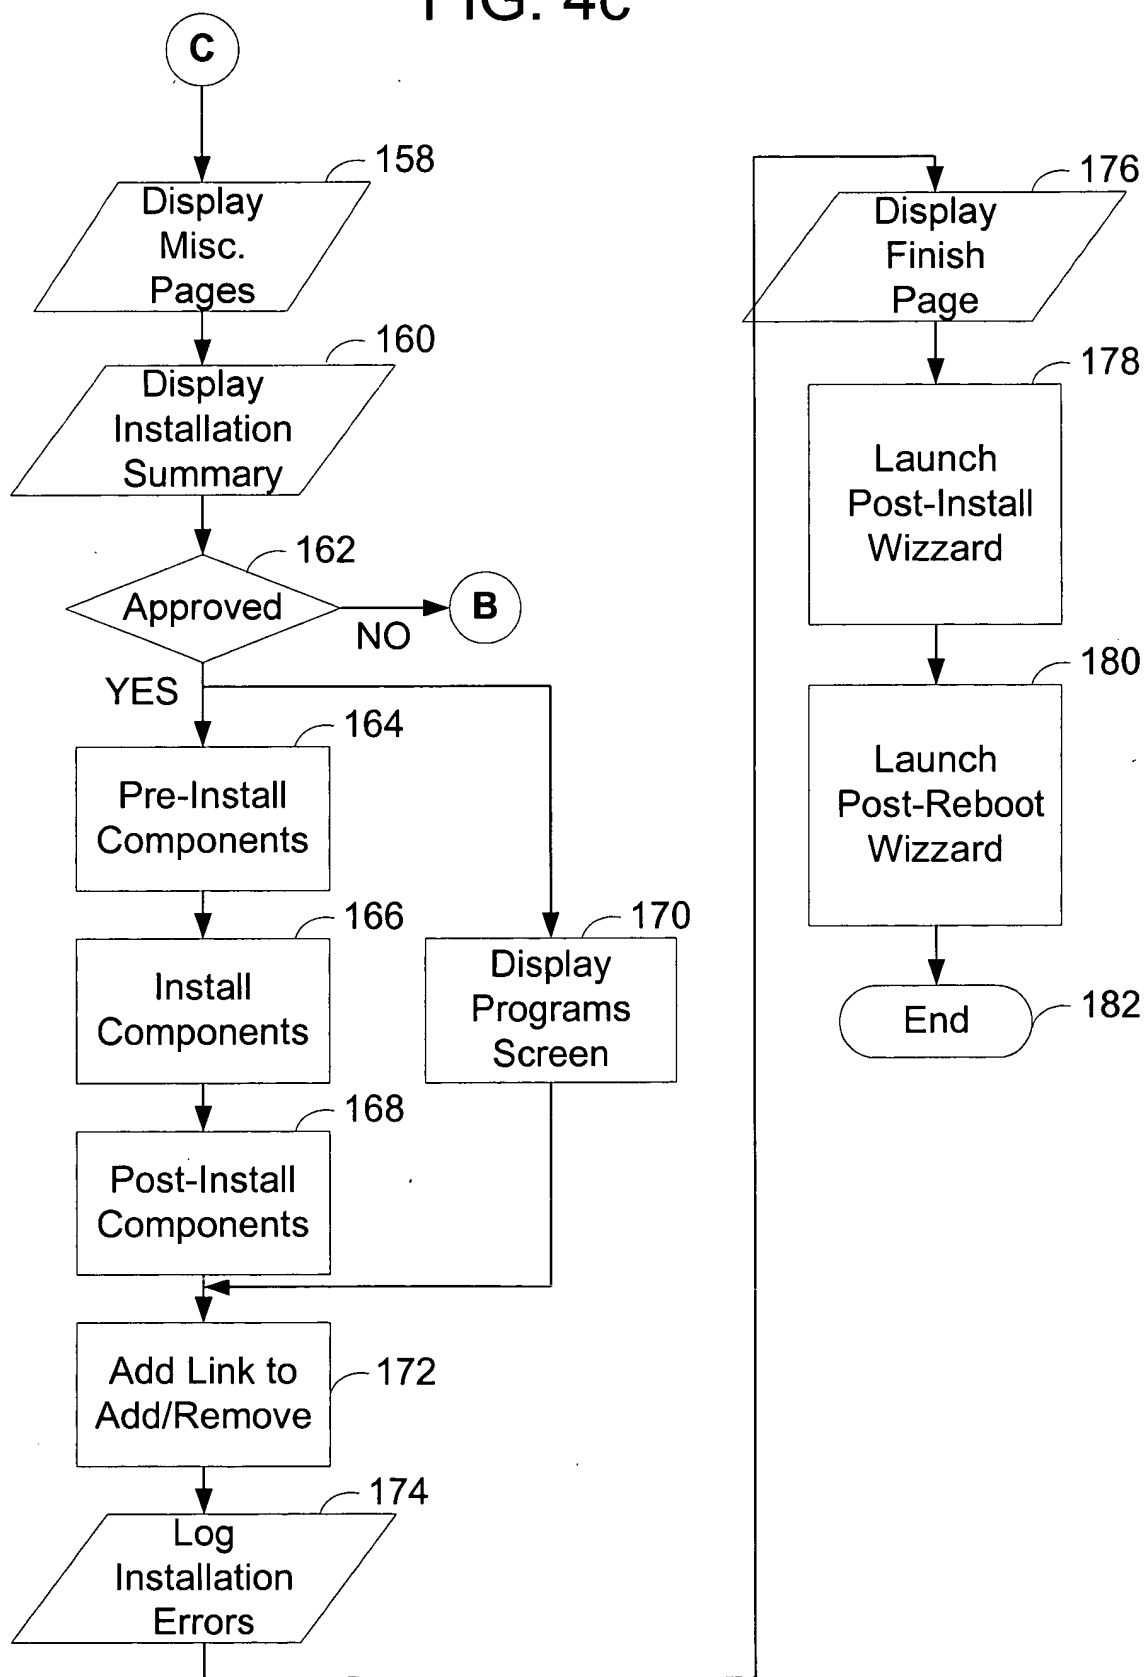 FIG. 4c
C
158
Display
Misc.
Pages
160
Display
Installation
Summary
162
Approved
NO
B
YES
164
Pre-Install
Components
166
Install
Components
168
Post-Install
Components
170
Display
Programs
Screen
172
Add Link to
Add/Remove
174
Log
Installation
Errors
176
Display
Finish
Page
178
Launch
Post-Install
Wizzard
180
Launch
Post-Reboot
Wizzard
End
182